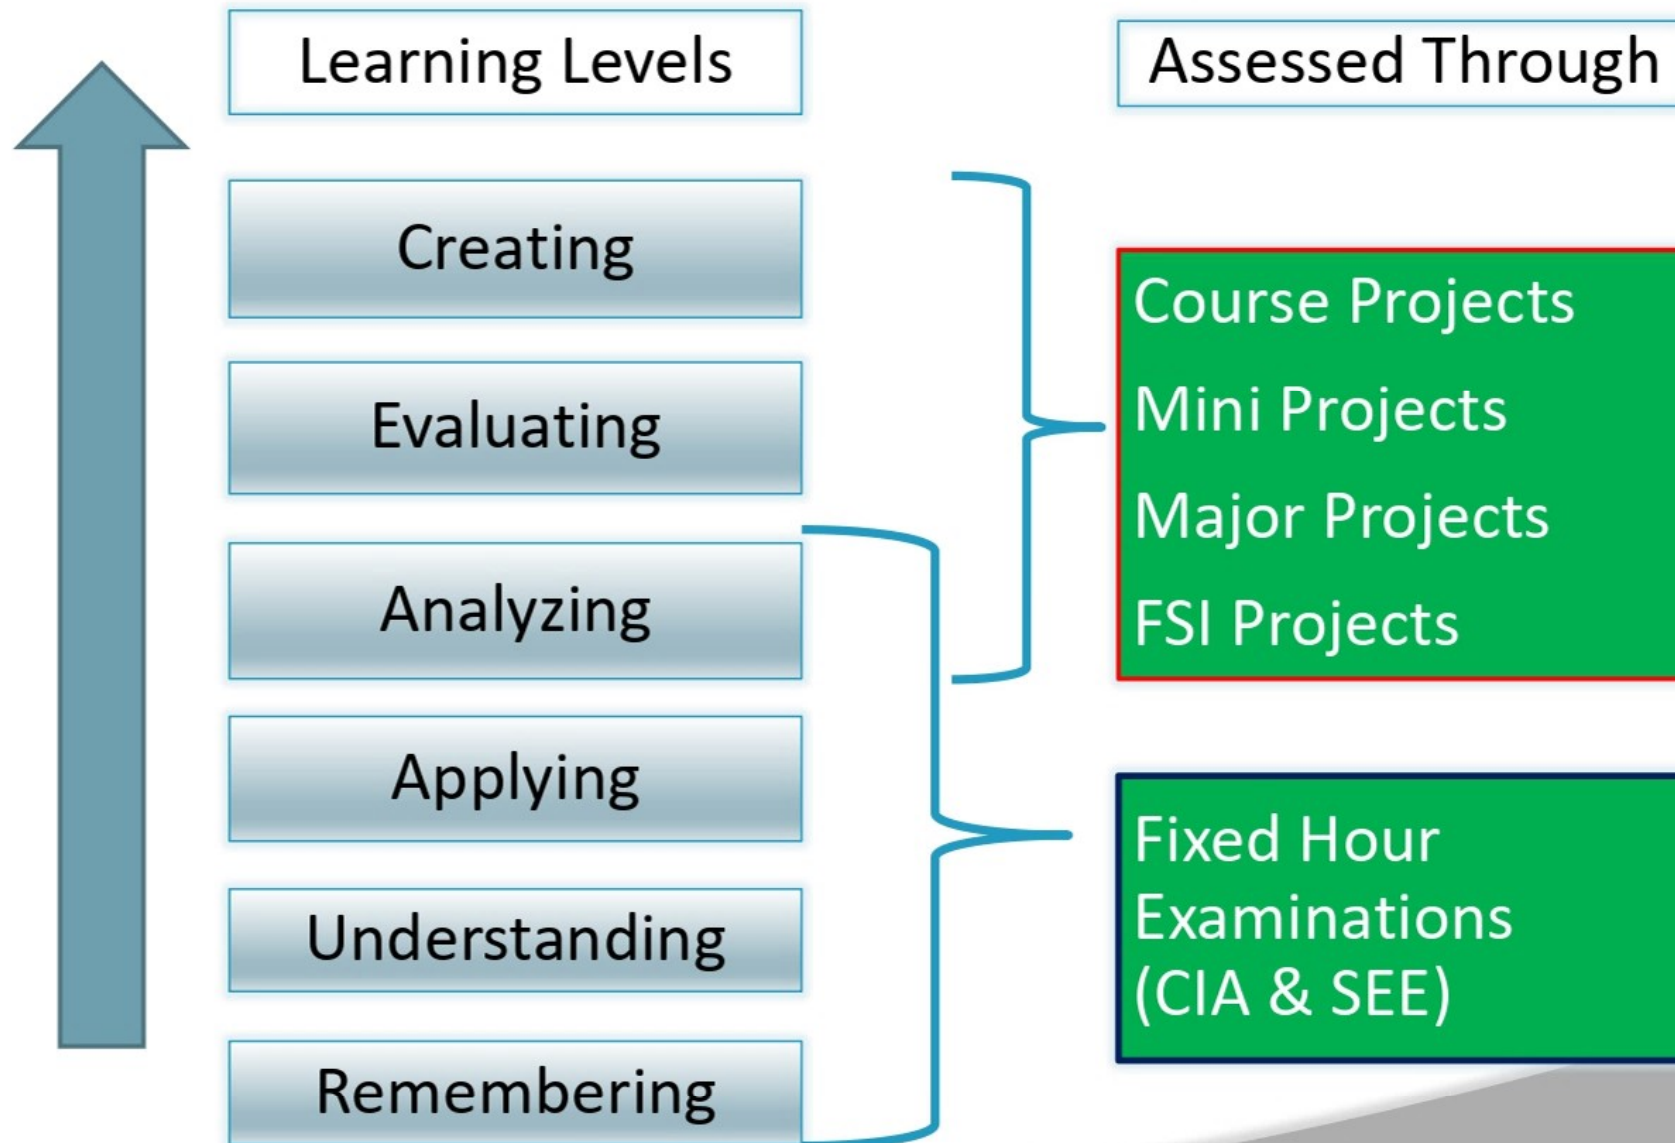 Learning Levels
Assessed Through
Creating
Evaluating
Analyzing
Applying
Understanding
Remembering
Course Projects
Mini Projects
Major Projects
FSI Projects
Fixed Hour
Examinations
(CIA & SEE)